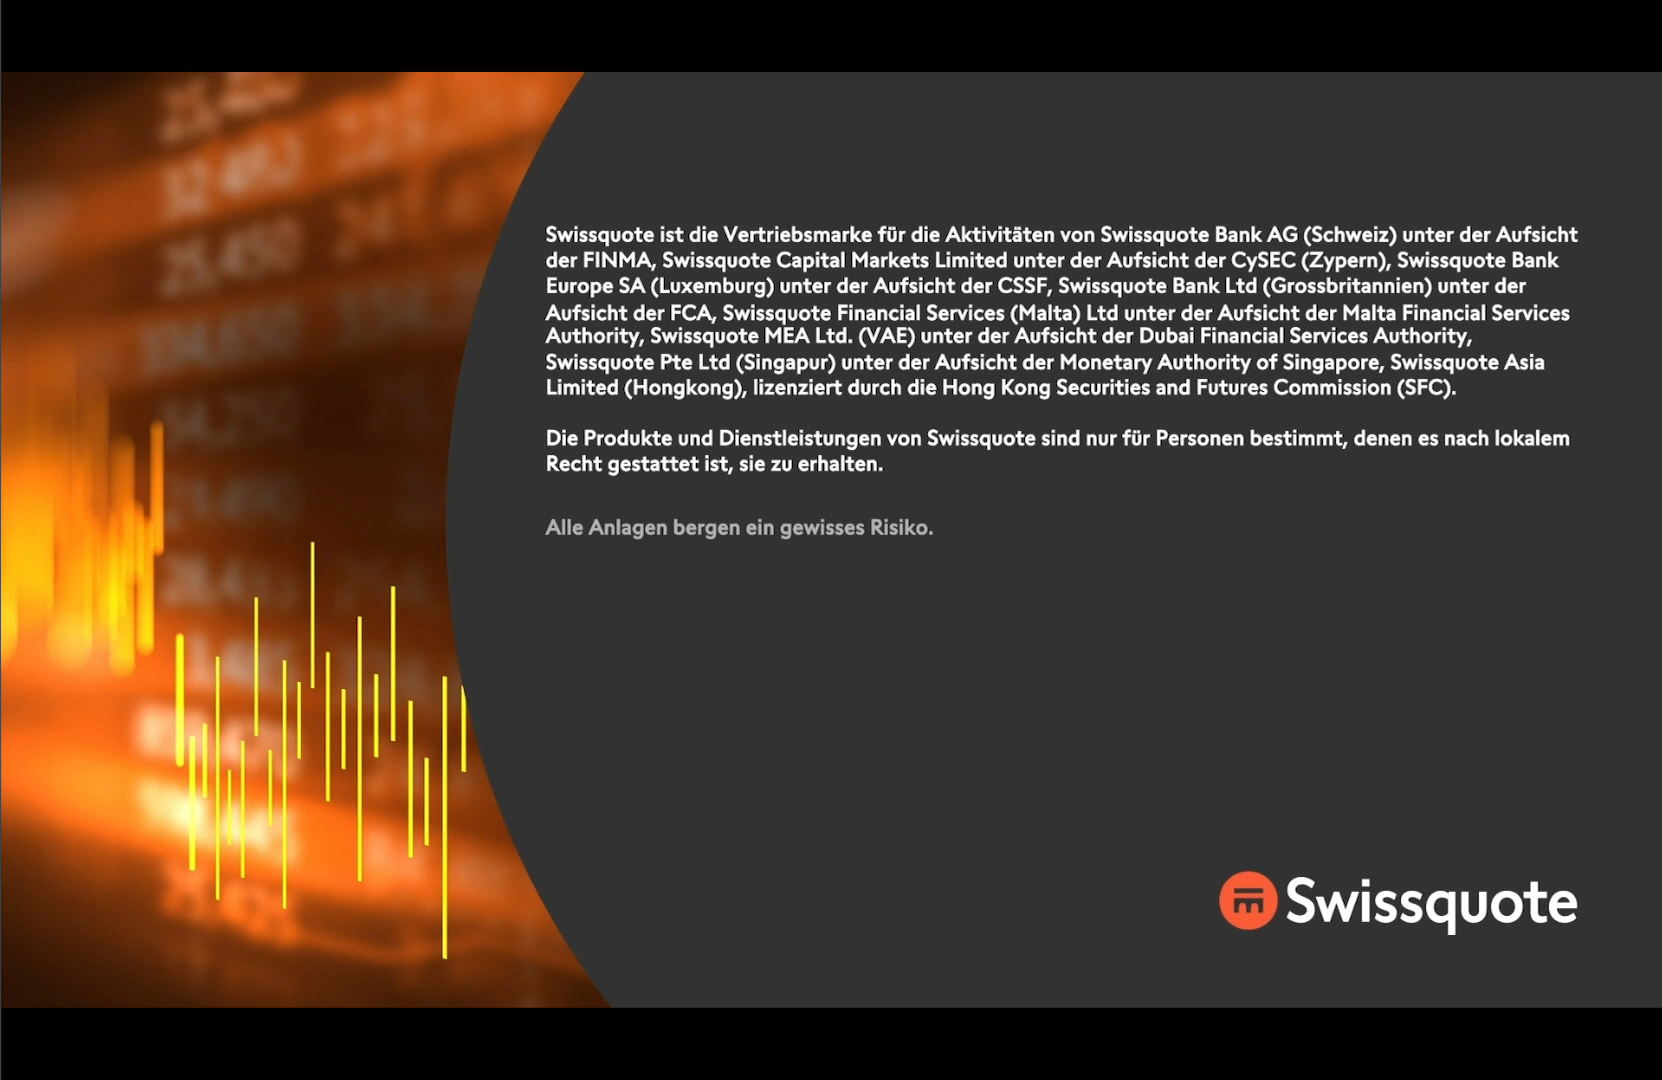 Swissquote ist die Vertriebsmarke für die Aktivitäten von Swissquote Bank AG (Schweiz) unter der Aufsicht
der FINMA, Swissquote Capital Markets Limited unter der Aufsicht der CySEC (Zypern), Swissquote Bank
Europe SA (Luxemburg) unter der Aufsicht der CSSF, Swissquote Bank Ltd (Grossbritannien) unter der
Aufsicht der FCA, Swissquote Financial Services (Malta) Ltd unter der Aufsicht der Malta Financial Services
Authority, Swissquote MEA Ltd. (VAE) unter der Aufsicht der Dubai Financial Services Authority,
Swissquote Pte Ltd (Singapur) unter der Aufsicht der Monetary Authority of Singapore, Swissquote Asia
Limited (Hongkong), lizenziert durch die Hong Kong Securities and Futures Commission (SFC).
Die Produkte und Dienstleistungen von Swissquote sind nur für Personen bestimmt, denen es nach lokalem
Recht gestattet ist, sie zu erhalten.
Alle Anlagen bergen ein gewisses Risiko.
Swissquote